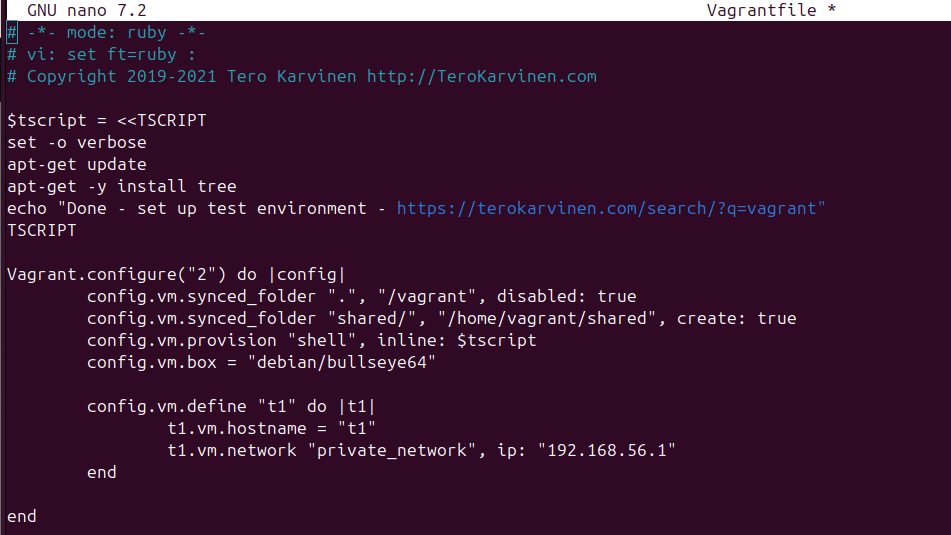 GNU nano 7.2 Vagrantfile *
# -*- mode: ruby -*-
# vi: set ft=ruby :
# Copyright 2019-2021 Tero Karvinen http://TeroKarvinen.com
$tscript = <<TSCRIPT
set -o verbose
apt-get update
apt-get -y install tree
echo "Done - set up test environment - https://terokarvinen.com/search/?q=vagrant"
TSCRIPT
Vagrant.configure("2") do |config|
config.vm.synced_folder ".", "/vagrant", disabled: true
config.vm.synced_folder "shared/", "/home/vagrant/shared", create: true
config.vm.provision "shell", inline: $tscript
config.vm.box = "debian/bullseye64"
config.vm.define "t1" do |t1|
t1.vm.hostname = "t1"
t1.vm.network "private_network", ip: "192.168.56.1"
end
end